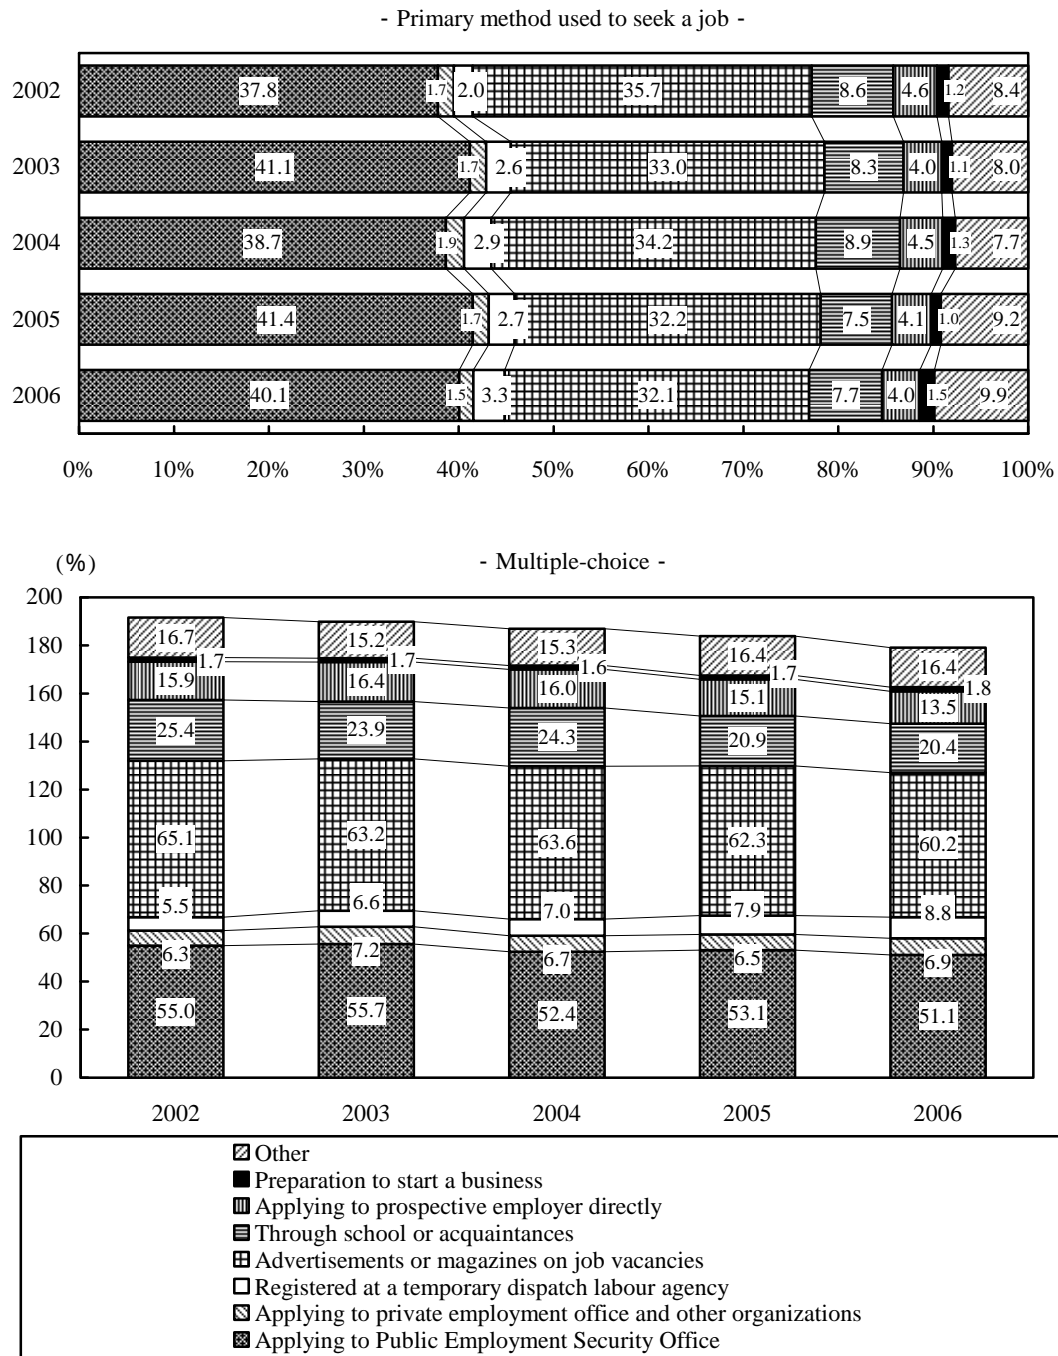 - Primary method used to seek a job -
2002 37.8 1.7 2.0 35.7 8.6 4.6 1.2 8.4
2003 41.1 1.7 2.6 33.0 8.3 4.0 1.1 8.0
2004 38.7 1.9 2.9 34.2 8.9 4.5 1.3 7.7
2005 41.4 1.7 2.7 32.2 7.5 4.1 1.0 9.2
2006 40.1 1.5 3.3 32.1 7.7 4.0 1.5 9.9
0% 10% 20% 30% 40% 50% 60% 70% 80% 90% 100%
(%) - Multiple-choice -
200
180
160
140
120
100
80
60
40
20
0
16.7 15.2 15.3 16.4 16.4
1.7 1.7 1.6 1.7 1.8
15.9 16.4 16.0 15.1 13.5
25.4 23.9 24.3 20.9 20.4
65.1 63.2 63.6 62.3 60.2
5.5 6.6 7.0 7.9 8.8
6.3 7.2 6.7 6.5 6.9
55.0 55.7 52.4 53.1 51.1
2002 2003 2004 2005 2006
Other
Preparation to start a business
Applying to prospective employer directly
Through school or acquaintances
Advertisements or magazines on job vacancies
Registered at a temporary dispatch labour agency
Applying to private employment office and other organizations
Applying to Public Employment Security Office